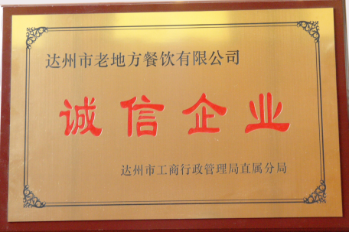 达州市老地方餐饮有限公司
诚信企业
达州市工商行政管理局直属分局